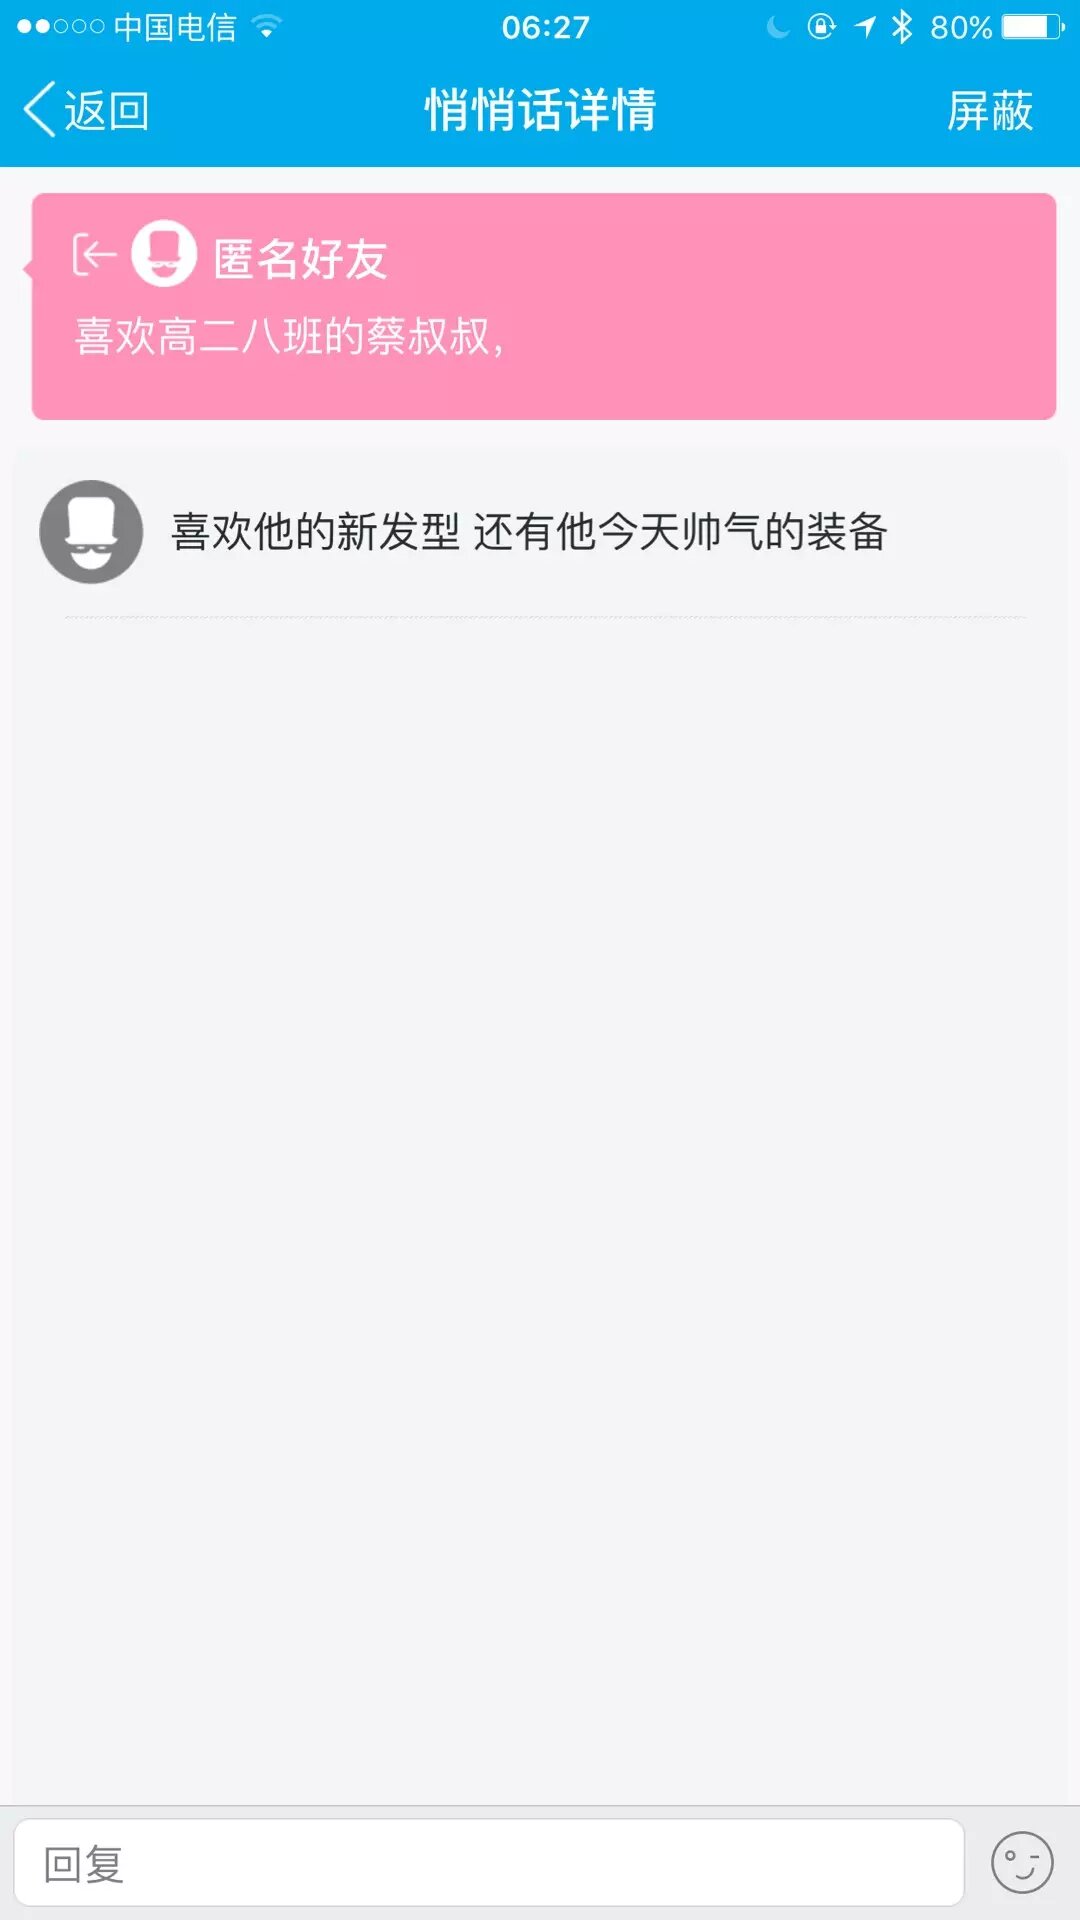 中国电信 06:27 80%
返回 悄悄话详情 屏蔽
匿名好友
喜欢高二八班的蔡叔叔，
喜欢他的新发型 还有他今天帅气的装备
回复